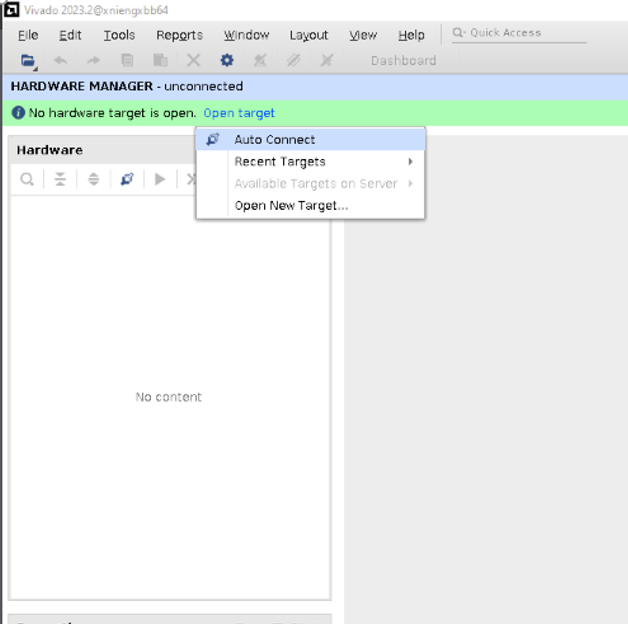 Vivado 2023.2@xniengxbb64
File Edit Tools Reports Window Layout View Help Quick Access
Dashboard
HARDWARE MANAGER - unconnected
No hardware target is open. Open target
Auto Connect
Hardware
Recent Targets
Available Targets on Server
Open New Target...
No content